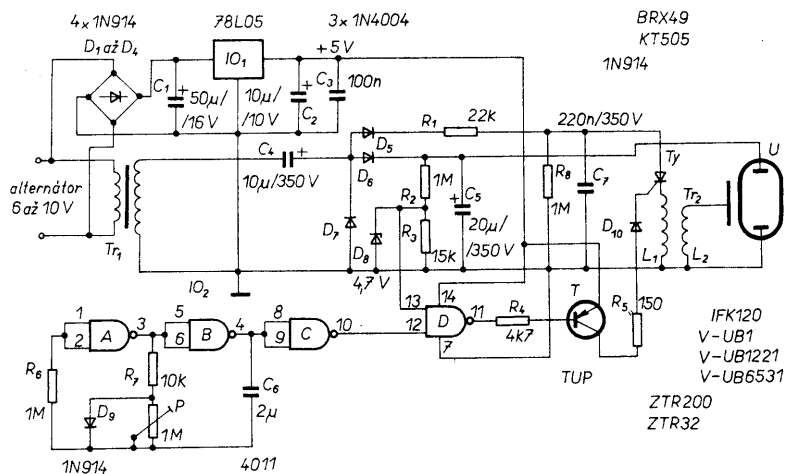 4x1N914
D₁ až D₄
78L05
3x1N4004
BRX49
KT505
1N914
IO₁
+5V
C₁
+
50μ/
/16V
10μ/
/10V
+
C₂
C₃
100n
R₁
22k
220n/350V
Ty
U
D₅
D₆
C₄
+
10μ/350V
alternátor
6 až 10V
Tr₁
1M
R₂
C₅
+
20μ/
/350V
R₈
1M
C₇
Tr₂
D₇
D₈
R₃
15k
D₁₀
L₁
L₂
4,7V
IO₂
1
2
A
3
5
6
B
4
8
9
C
10
13
12
14
D
11
7
R₄
4k7
T
TUP
R₅
150
IFK120
V-UB1
V-UB1221
V-UB6531
ZTR200
ZTR32
R₆
1M
R₇
10k
D₉
P
1M
C₆
2μ
1N914
4011